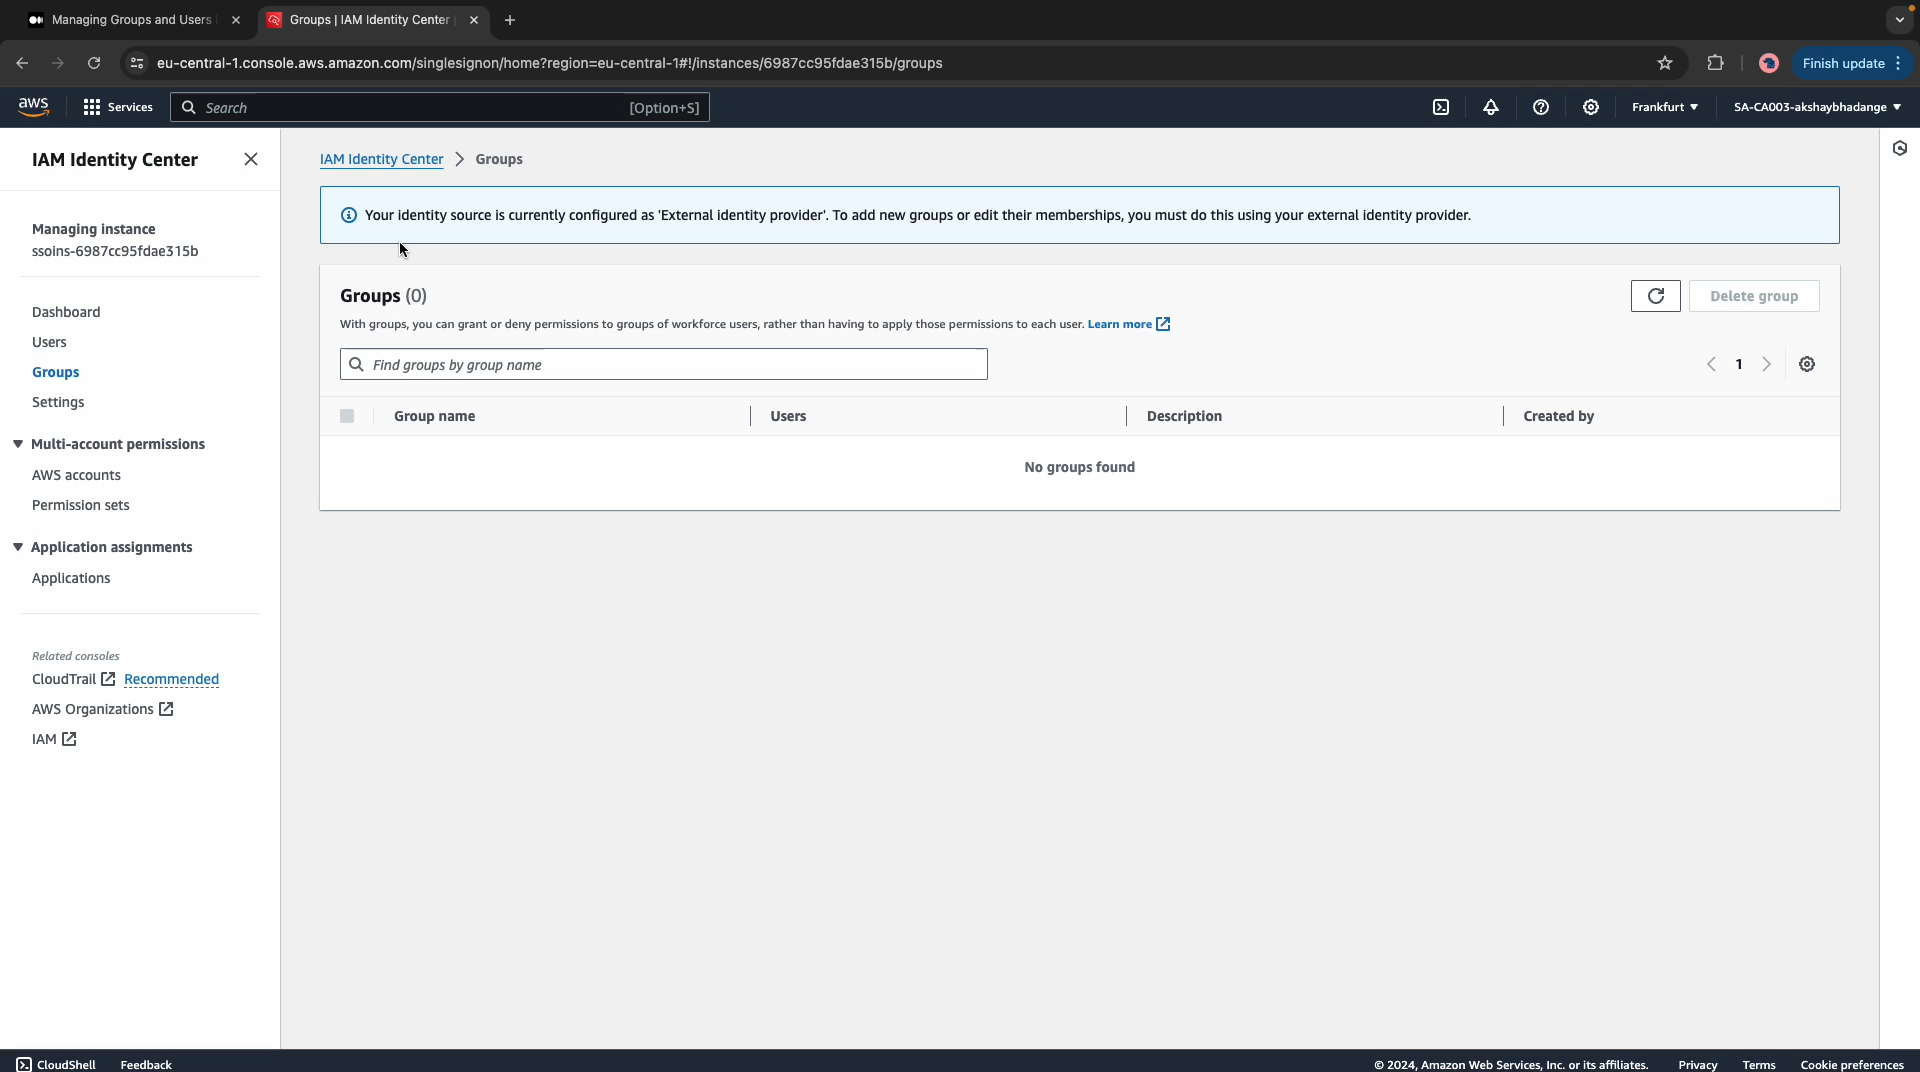 Managing Groups and Users
Groups | IAM Identity Center
eu-central-1.console.aws.amazon.com/singlesignon/home?region=eu-central-1#!/instances/6987cc95fdae315b/groups
Finish update
aws
Services
Search
[Option+S]
Frankfurt
SA-CA003-akshaybhadange
IAM Identity Center
Managing instance
ssoins-6987cc95fdae315b
Dashboard
Users
Groups
Settings
Multi-account permissions
AWS accounts
Permission sets
Application assignments
Applications
Related consoles
CloudTrail Recommended
AWS Organizations
IAM
IAM Identity Center > Groups
Your identity source is currently configured as 'External identity provider'. To add new groups or edit their memberships, you must do this using your external identity provider.
Groups (0)
Delete group
With groups, you can grant or deny permissions to groups of workforce users, rather than having to apply those permissions to each user. Learn more
Find groups by group name
1
Group name Users Description Created by
No groups found
CloudShell Feedback
© 2024, Amazon Web Services, Inc. or its affiliates. Privacy Terms Cookie preferences